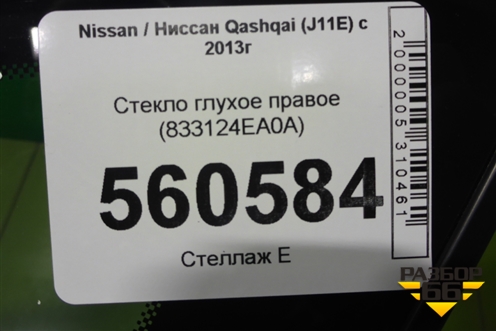 Nissan / Ниссан Qashqai (J11E) с
2013г
Стекло глухое правое
(833124EA0A)
560584
Стеллаж Е
2000005310461
РАЗБОР
66